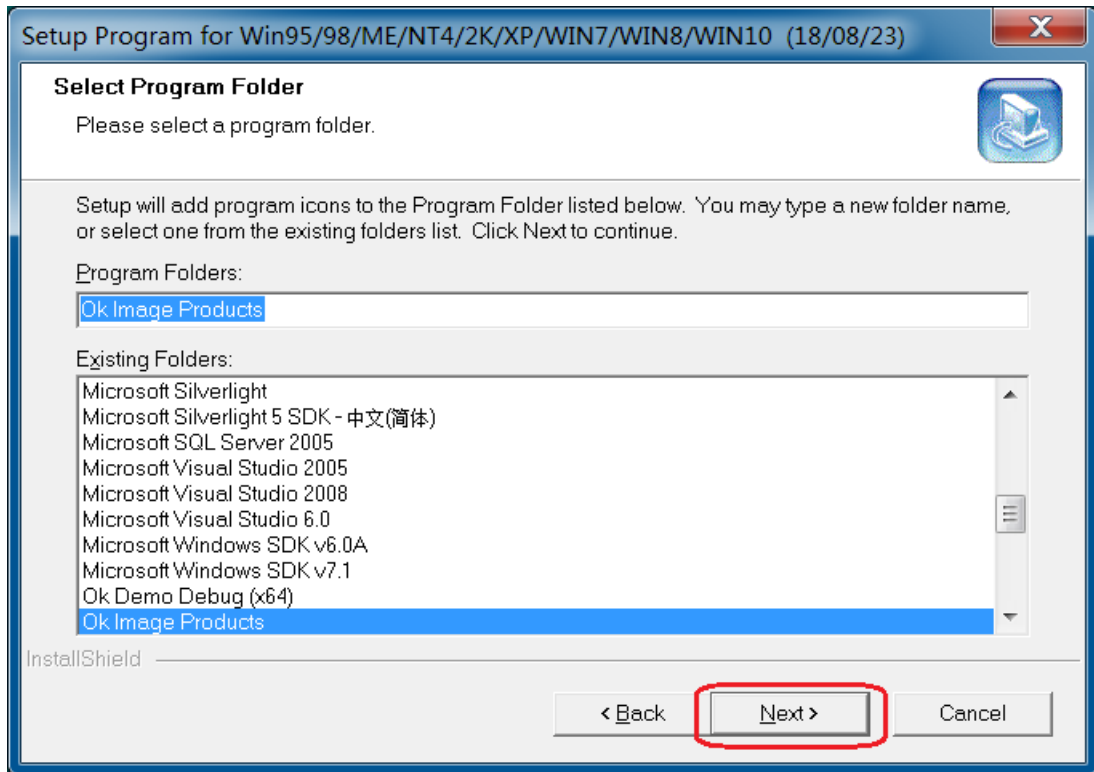 Setup Program for Win95/98/ME/NT4/2K/XP/WIN7/WIN8/WIN10 (18/08/23)
X
Select Program Folder
Please select a program folder.
Setup will add program icons to the Program Folder listed below. You may type a new folder name,
or select one from the existing folders list. Click Next to continue.
Program Folders:
Ok Image Products
Existing Folders:
Microsoft Silverlight
Microsoft Silverlight 5 SDK - 中文(简体)
Microsoft SQL Server 2005
Microsoft Visual Studio 2005
Microsoft Visual Studio 2008
Microsoft Visual Studio 6.0
Microsoft Windows SDK v6.0A
Microsoft Windows SDK v7.1
Ok Demo Debug (x64)
Ok Image Products
InstallShield
< Back Next > Cancel